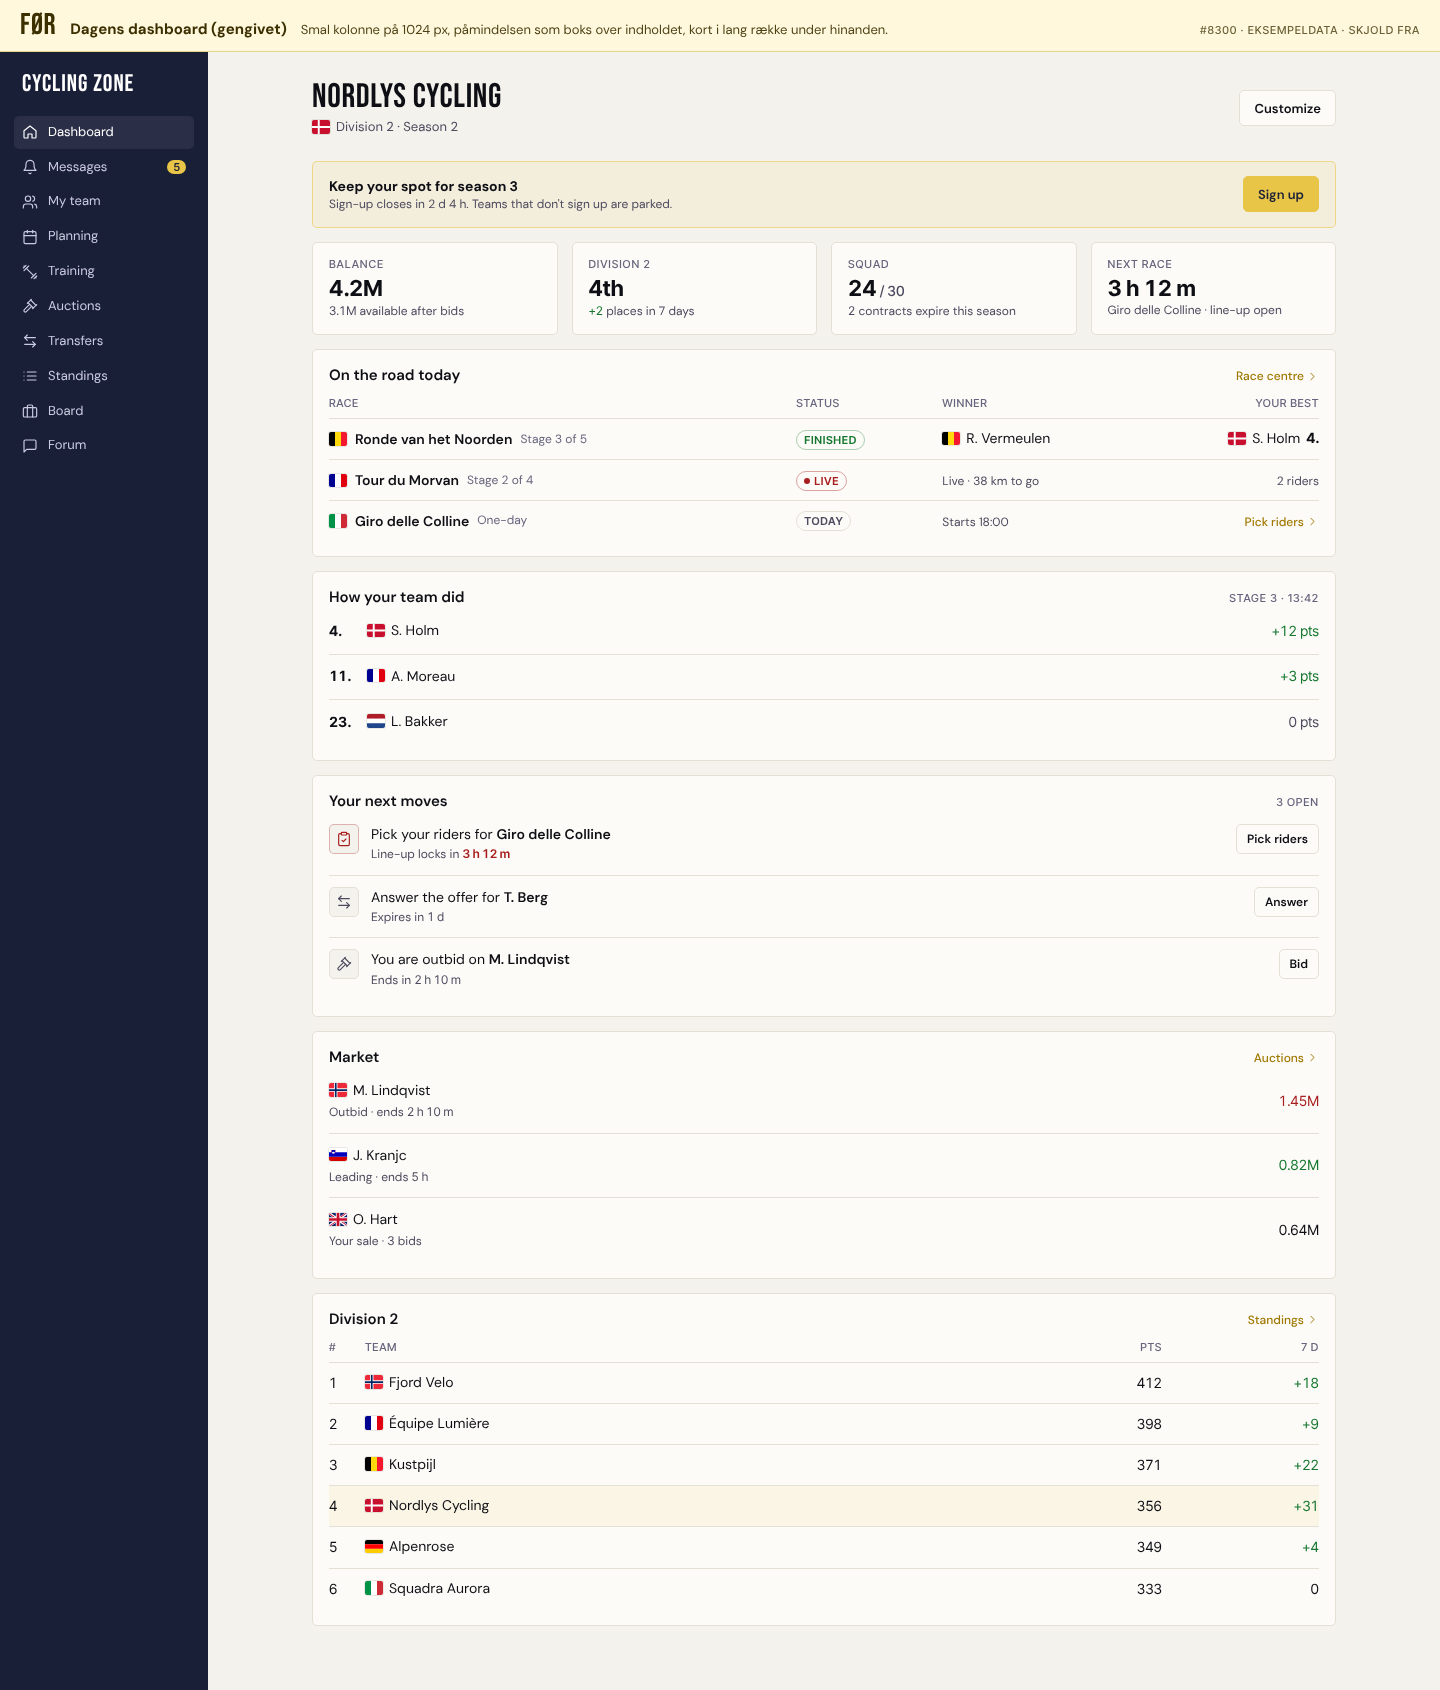 FØR Dagens dashboard (gengivet) Smal kolonne på 1024 px, påmindelsen som boks over indholdet, kort i lang række under hinanden. #8300 · EKSEMPELDATA · SKJOLD FRA
CYCLING ZONE
Dashboard
Messages 5
My team
Planning
Training
Auctions
Transfers
Standings
Board
Forum
NORDLYS CYCLING
Division 2 · Season 2
Customize
Keep your spot for season 3
Sign-up closes in 2 d 4 h. Teams that don't sign up are parked.
Sign up
BALANCE
4.2M
3.1M available after bids
DIVISION 2
4th
+2 places in 7 days
SQUAD
24 / 30
2 contracts expire this season
NEXT RACE
3 h 12 m
Giro delle Colline · line-up open
On the road today Race centre
RACE STATUS WINNER YOUR BEST
Ronde van het Noorden Stage 3 of 5 FINISHED R. Vermeulen S. Holm 4.
Tour du Morvan Stage 2 of 4 LIVE Live · 38 km to go 2 riders
Giro delle Colline One-day TODAY Starts 18:00 Pick riders
How your team did STAGE 3 · 13:42
4. S. Holm +12 pts
11. A. Moreau +3 pts
23. L. Bakker 0 pts
Your next moves 3 OPEN
Pick your riders for Giro delle Colline
Line-up locks in 3 h 12 m
Pick riders
Answer the offer for T. Berg
Expires in 1 d
Answer
You are outbid on M. Lindqvist
Ends in 2 h 10 m
Bid
Market Auctions
M. Lindqvist
Outbid · ends 2 h 10 m
1.45M
J. Kranjc
Leading · ends 5 h
0.82M
O. Hart
Your sale · 3 bids
0.64M
Division 2 Standings
# TEAM PTS 7 D
1 Fjord Velo 412 +18
2 Équipe Lumière 398 +9
3 Kustpijl 371 +22
4 Nordlys Cycling 356 +31
5 Alpenrose 349 +4
6 Squadra Aurora 333 0